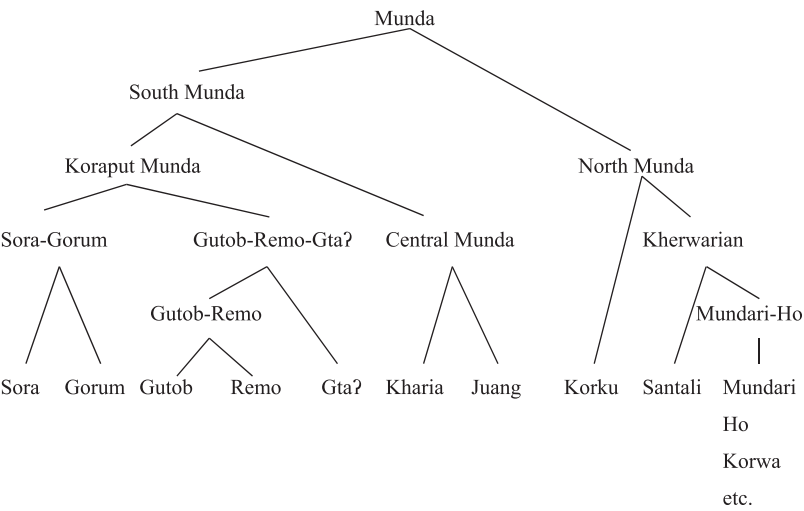 Munda
South Munda
Koraput Munda North Munda
Sora-Gorum Gutob-Remo-Gtaʔ Central Munda Kherwarian
Gutob-Remo Mundari-Ho
Sora Gorum Gutob Remo Gtaʔ Kharia Juang Korku Santali Mundari
Ho
Korwa
etc.